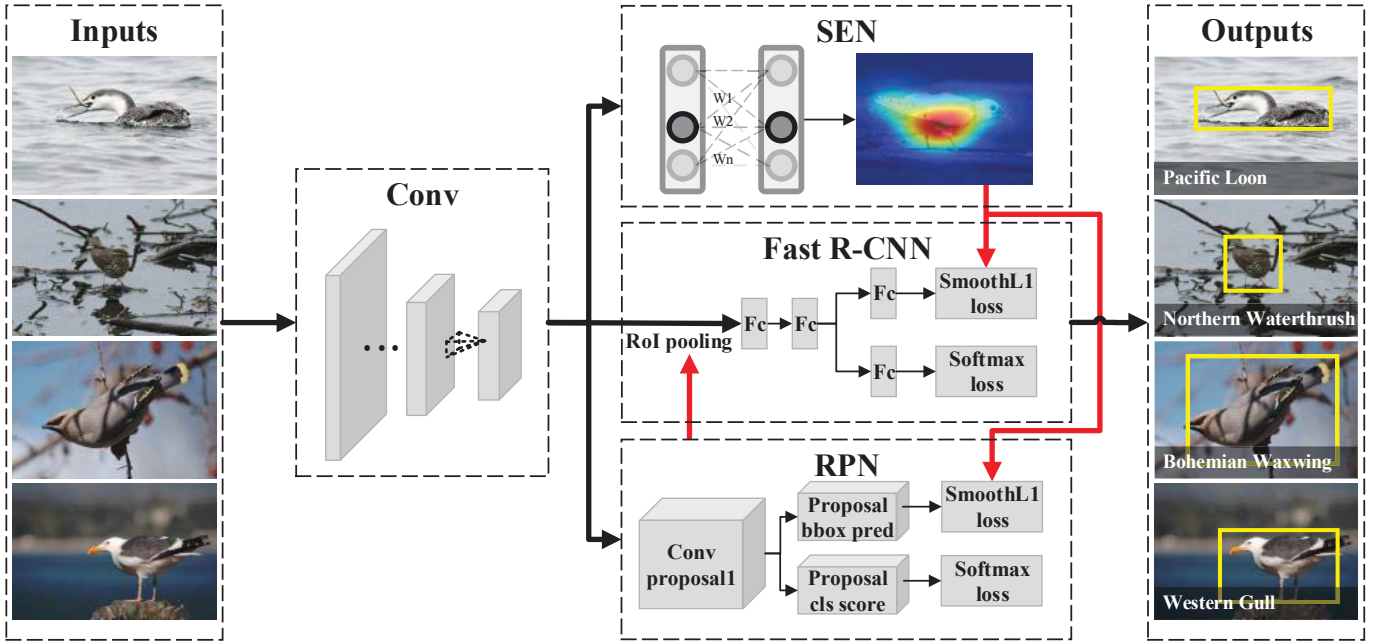 Inputs
Conv
SEN
W1
W2
Wn
Fast R-CNN
RoI pooling
Fc
Fc
Fc
SmoothL1
loss
Fc
Softmax
loss
RPN
Conv
proposal1
Proposal
bbox pred
SmoothL1
loss
Proposal
cls score
Softmax
loss
Outputs
Pacific Loon
Northern Waterthrush
Bohemian Waxwing
Western Gull